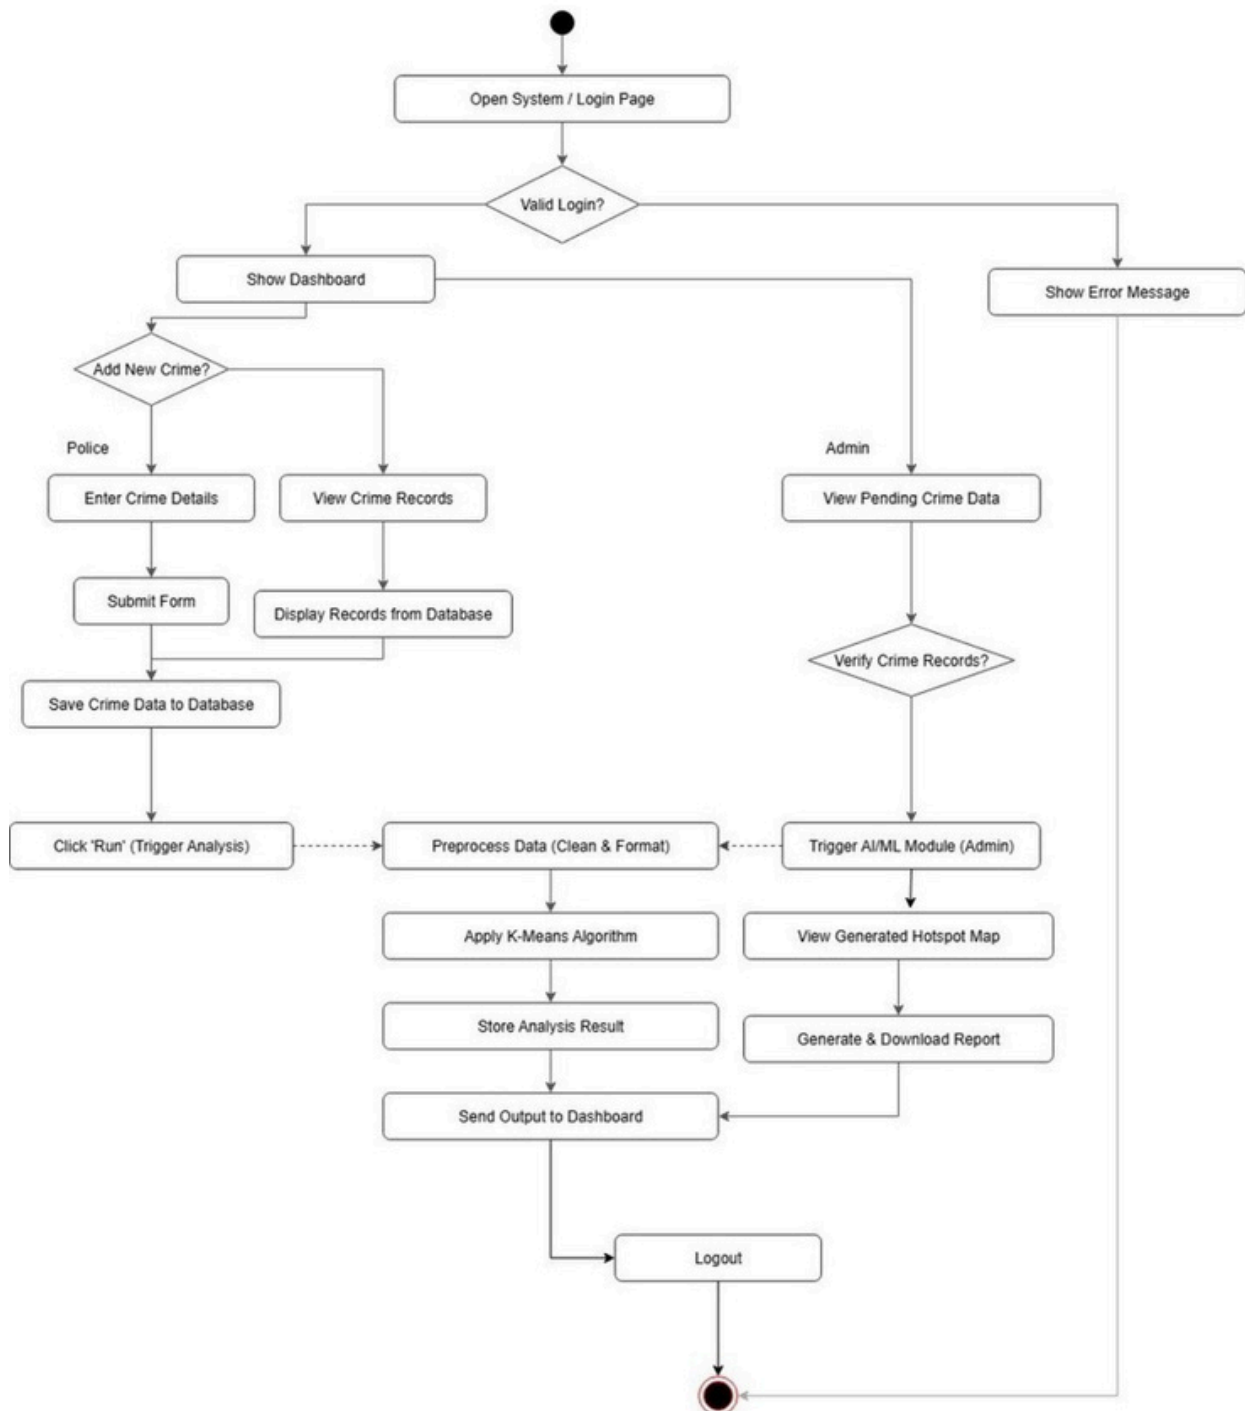 Open System / Login Page
Valid Login?
Show Dashboard
Show Error Message
Add New Crime?
Police
Admin
Enter Crime Details
View Crime Records
View Pending Crime Data
Submit Form
Display Records from Database
Verify Crime Records?
Save Crime Data to Database
Click 'Run' (Trigger Analysis)
Preprocess Data (Clean & Format)
Trigger AI/ML Module (Admin)
Apply K-Means Algorithm
View Generated Hotspot Map
Store Analysis Result
Generate & Download Report
Send Output to Dashboard
Logout